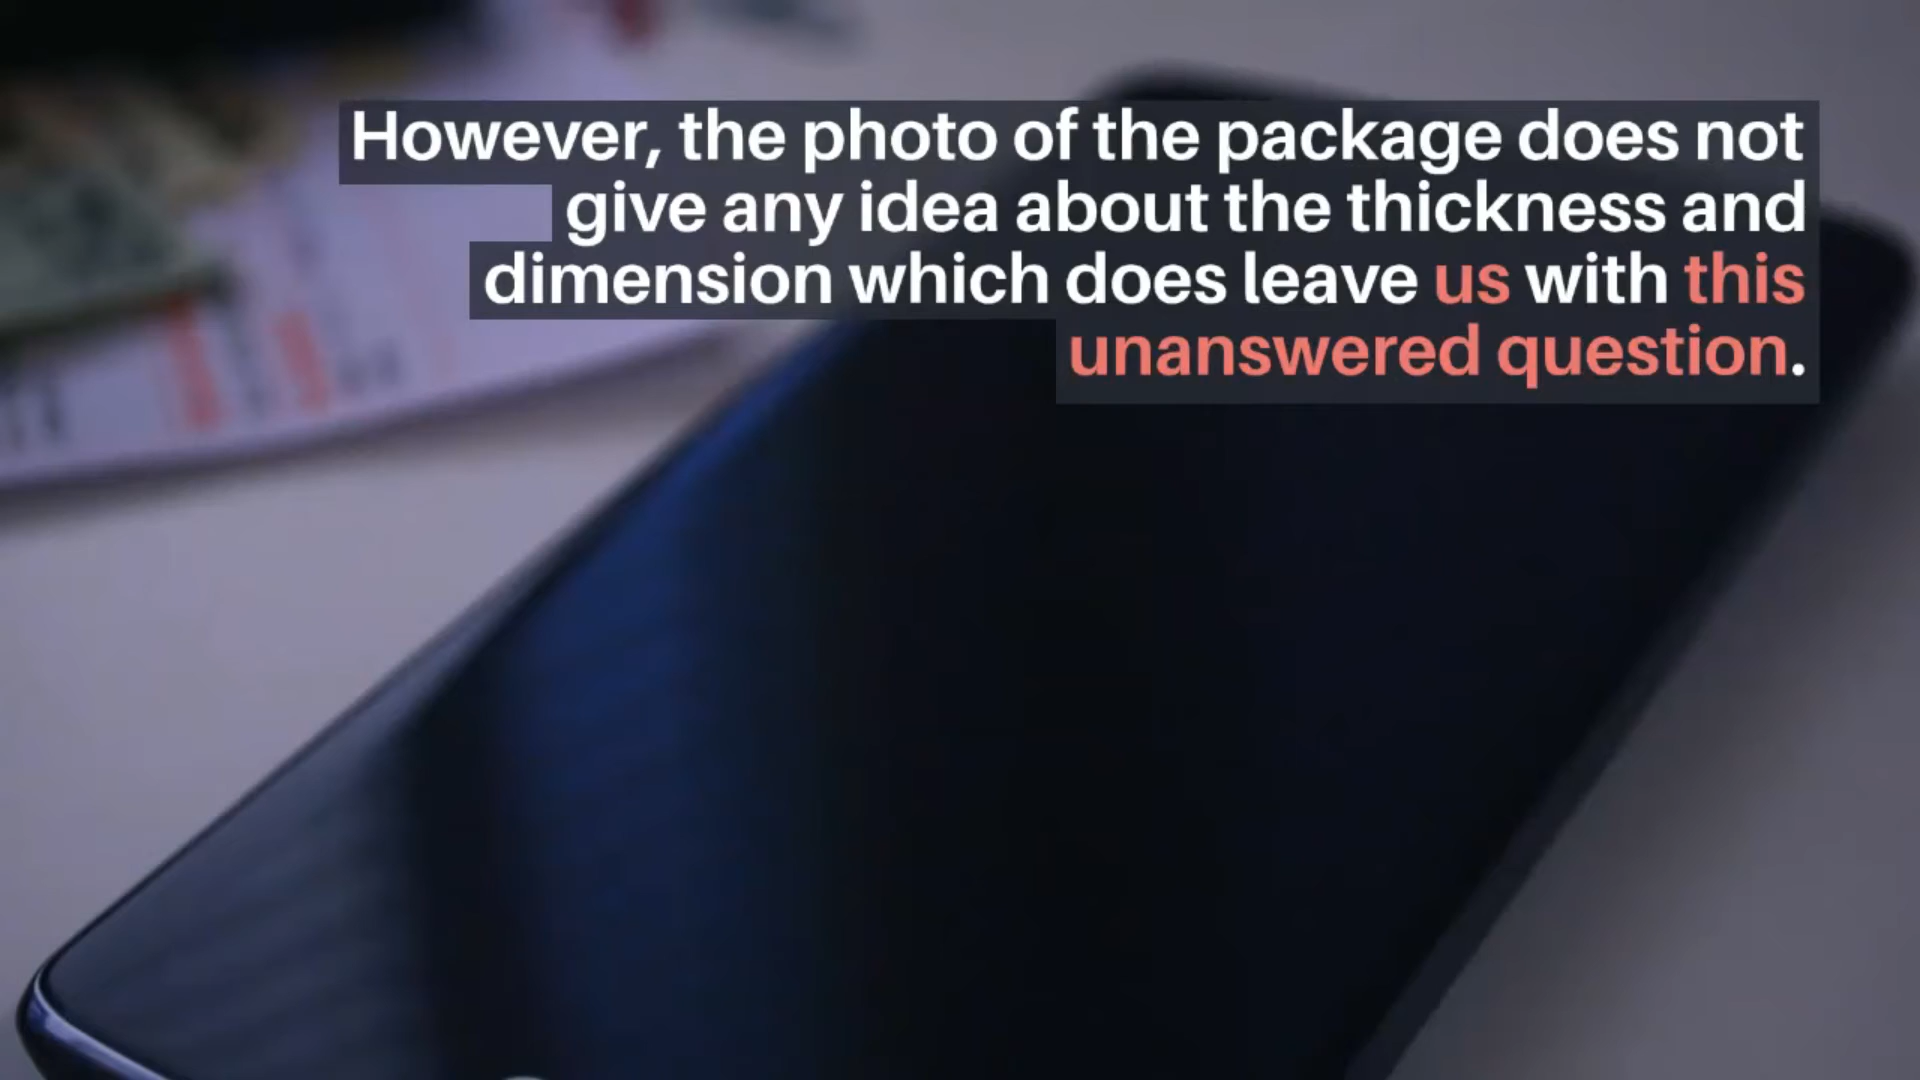 However, the photo of the package does not
give any idea about the thickness and
dimension which does leave us with this
unanswered question.